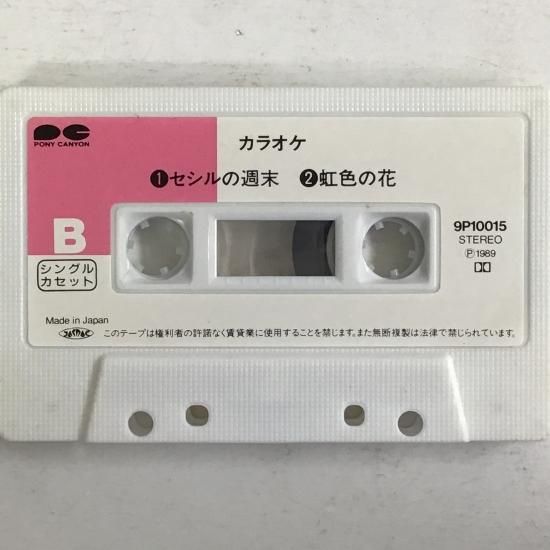 PONY CANYON
カラオケ
❶セシルの週末 ❷虹色の花
B
シングル
カセット
9P10015
STEREO
Ⓟ1989
Made in Japan
JASRAC このテープは権利者の許諾なく賃貸業に使用することを禁じます。また無断複製は法律で禁じられています。